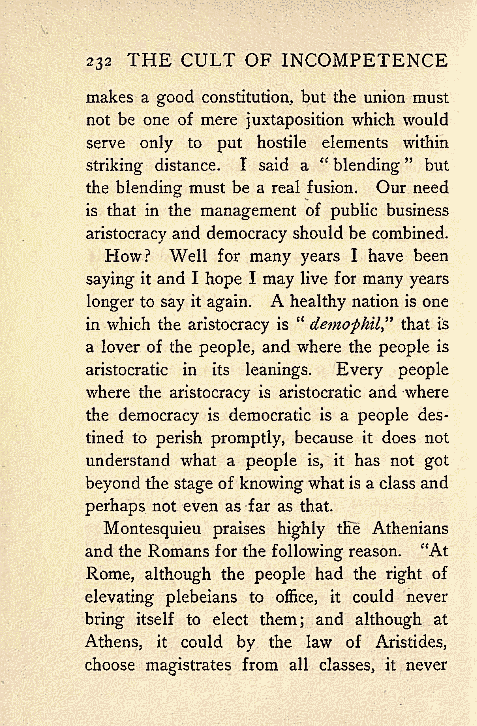 232 THE CULT OF INCOMPETENCE
makes a good constitution, but the union must
not be one of mere juxtaposition which would
serve only to put hostile elements within
striking distance. I said a “blending” but
the blending must be a real fusion. Our need
is that in the management of public business
aristocracy and democracy should be combined.
How? Well for many years I have been
saying it and I hope I may live for many years
longer to say it again. A healthy nation is one
in which the aristocracy is “demophil,” that is
a lover of the people, and where the people is
aristocratic in its leanings. Every people
where the aristocracy is aristocratic and where
the democracy is democratic is a people des-
tined to perish promptly, because it does not
understand what a people is, it has not got
beyond the stage of knowing what is a class and
perhaps not even as far as that.
Montesquieu praises highly the Athenians
and the Romans for the following reason. “At
Rome, although the people had the right of
elevating plebeians to office, it could never
bring itself to elect them; and although at
Athens, it could by the law of Aristides,
choose magistrates from all classes, it never